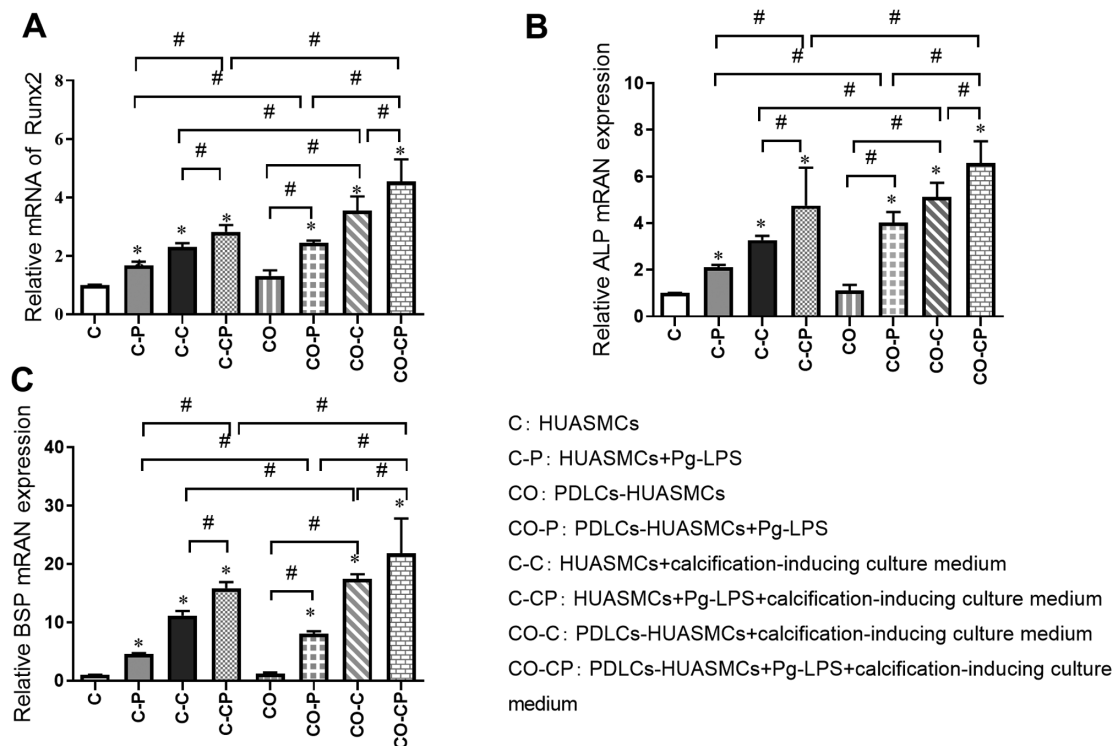 A
Relative mRNA of Runx2
8
6
4
2
0
# # # # # # # # #
* * * * * *
C C-P C-C C-CP CO CO-P CO-C CO-CP
B
Relative ALP mRAN expression
10
8
6
4
2
0
# # # # # # # # #
* * * * * *
C C-P C-C C-CP CO CO-P CO-C CO-CP
C
Relative BSP mRAN expression
40
30
20
10
0
# # # # # # # # #
* * * * * *
C C-P C-C C-CP CO CO-P CO-C CO-CP
C: HUASMCs
C-P: HUASMCs+Pg-LPS
CO: PDLCs-HUASMCs
CO-P: PDLCs-HUASMCs+Pg-LPS
C-C: HUASMCs+calcification-inducing culture medium
C-CP: HUASMCs+Pg-LPS+calcification-inducing culture medium
CO-C: PDLCs-HUASMCs+calcification-inducing culture medium
CO-CP: PDLCs-HUASMCs+Pg-LPS+calcification-inducing culture
medium